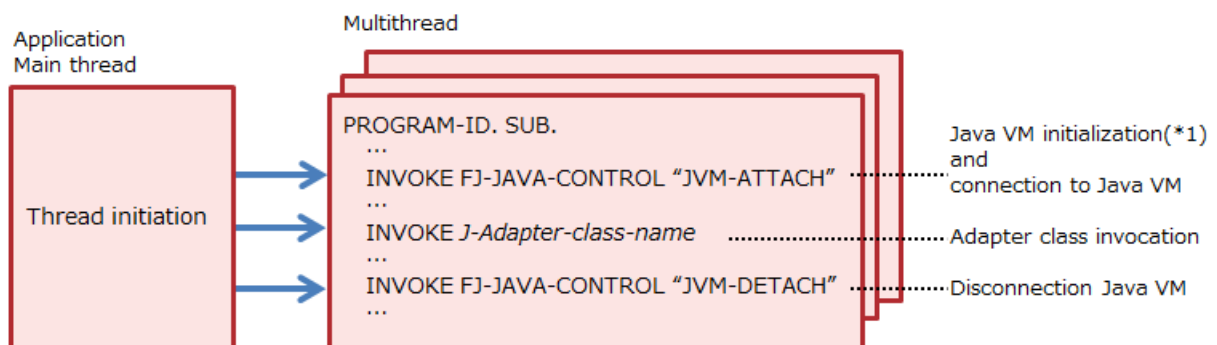 Application
Main thread
Multithread
Thread initiation
PROGRAM-ID. SUB.
...
INVOKE FJ-JAVA-CONTROL “JVM-ATTACH”
...
INVOKE J-Adapter-class-name
...
INVOKE FJ-JAVA-CONTROL “JVM-DETACH”
...
Java VM initialization(*1)
and
connection to Java VM
Adapter class invocation
Disconnection Java VM